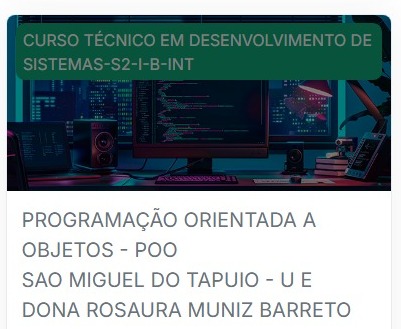 CURSO TÉCNICO EM DESENVOLVIMENTO DE
SISTEMAS-S2-I-B-INT
PROGRAMAÇÃO ORIENTADA A
OBJETOS - POO
SAO MIGUEL DO TAPUIO - U E
DONA ROSAURA MUNIZ BARRETO